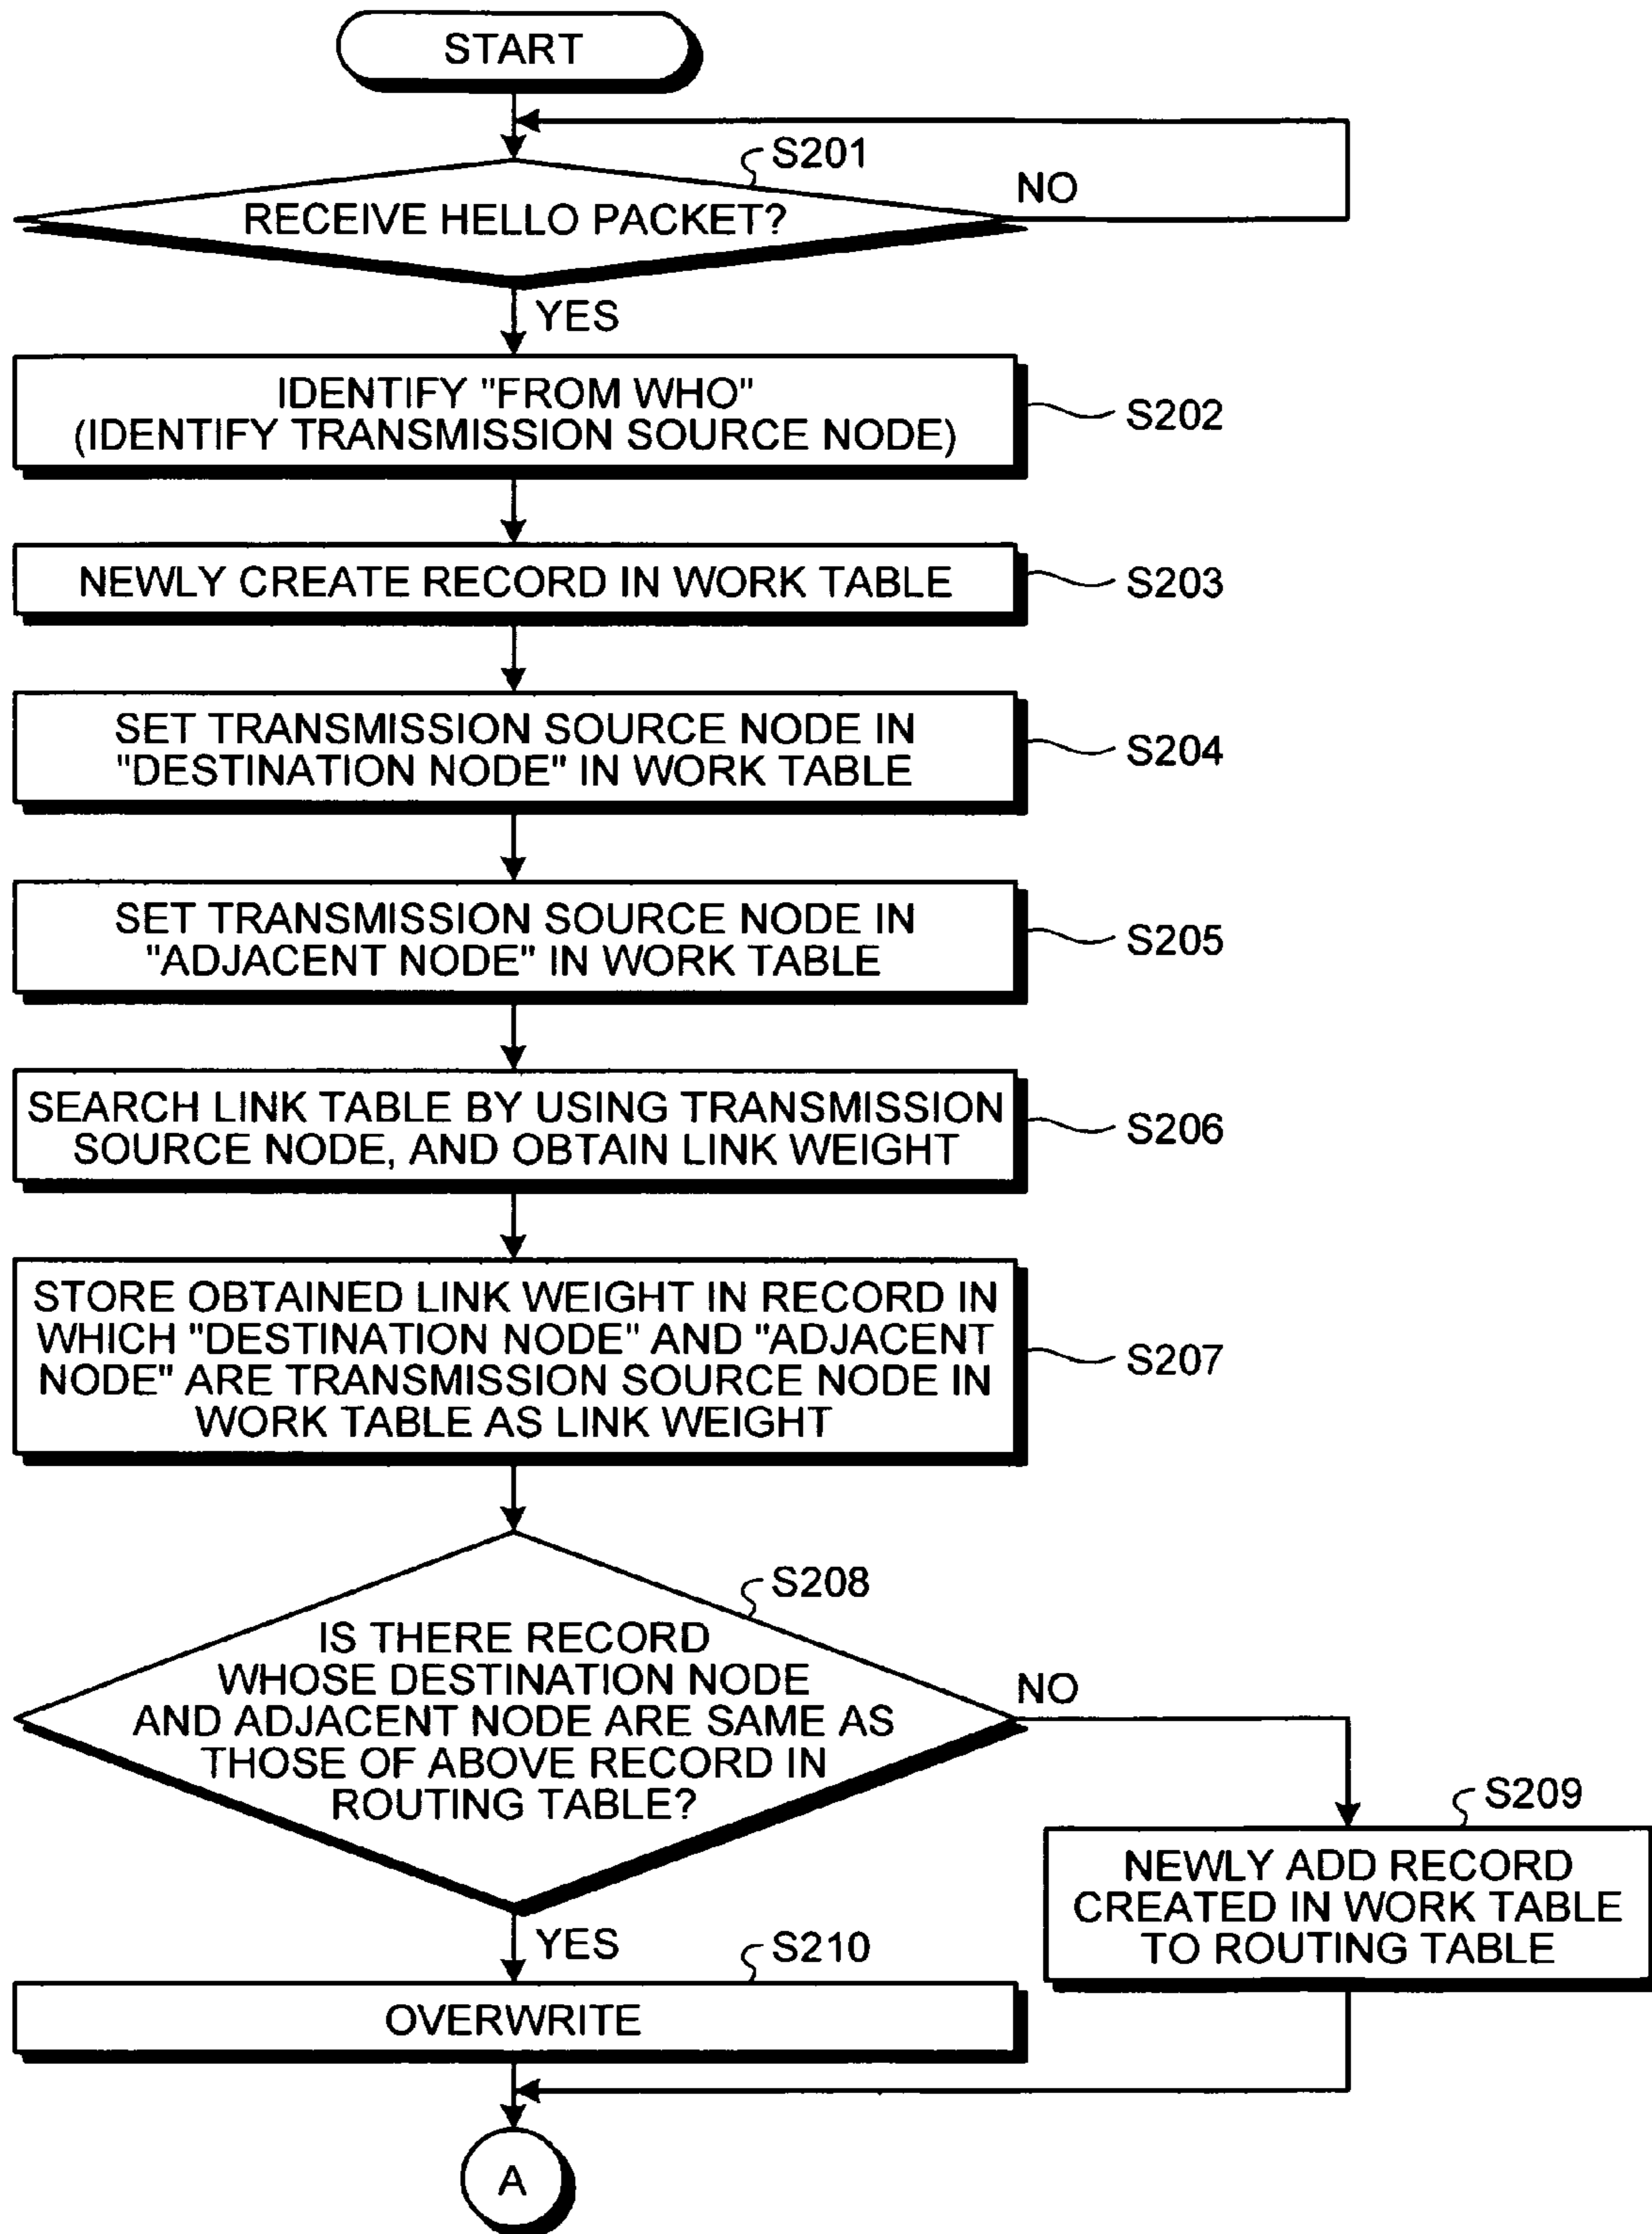 START
S201
RECEIVE HELLO PACKET?
NO
YES
IDENTIFY "FROM WHO"
(IDENTIFY TRANSMISSION SOURCE NODE)
S202
NEWLY CREATE RECORD IN WORK TABLE
S203
SET TRANSMISSION SOURCE NODE IN
"DESTINATION NODE" IN WORK TABLE
S204
SET TRANSMISSION SOURCE NODE IN
"ADJACENT NODE" IN WORK TABLE
S205
SEARCH LINK TABLE BY USING TRANSMISSION
SOURCE NODE, AND OBTAIN LINK WEIGHT
S206
STORE OBTAINED LINK WEIGHT IN RECORD IN
WHICH "DESTINATION NODE" AND "ADJACENT
NODE" ARE TRANSMISSION SOURCE NODE IN
WORK TABLE AS LINK WEIGHT
S207
S208
IS THERE RECORD
WHOSE DESTINATION NODE
AND ADJACENT NODE ARE SAME AS
THOSE OF ABOVE RECORD IN
ROUTING TABLE?
NO
S209
NEWLY ADD RECORD
CREATED IN WORK TABLE
TO ROUTING TABLE
YES
S210
OVERWRITE
A